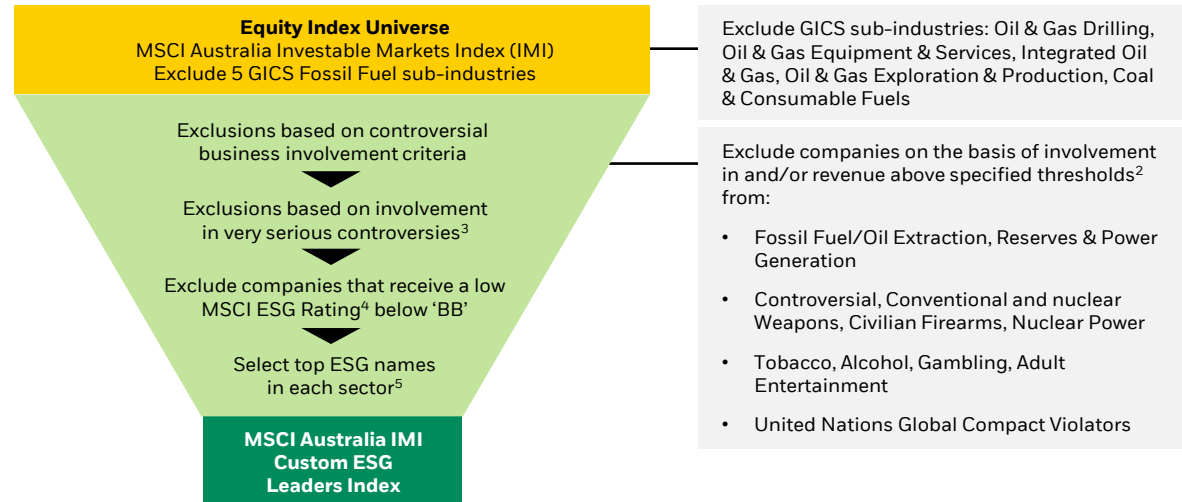 Equity Index Universe
MSCI Australia Investable Markets Index (IMI)
Exclude 5 GICS Fossil Fuel sub-industries
Exclusions based on controversial
business involvement criteria
Exclusions based on involvement
in very serious controversies³
Exclude companies that receive a low
MSCI ESG Rating⁴ below ‘BB’
Select top ESG names
in each sector⁵
MSCI Australia IMI
Custom ESG
Leaders Index
Exclude GICS sub-industries: Oil & Gas Drilling,
Oil & Gas Equipment & Services, Integrated Oil
& Gas, Oil & Gas Exploration & Production, Coal
& Consumable Fuels
Exclude companies on the basis of involvement
in and/or revenue above specified thresholds²
from:
• Fossil Fuel/Oil Extraction, Reserves & Power
Generation
• Controversial, Conventional and nuclear
Weapons, Civilian Firearms, Nuclear Power
• Tobacco, Alcohol, Gambling, Adult
Entertainment
• United Nations Global Compact Violators